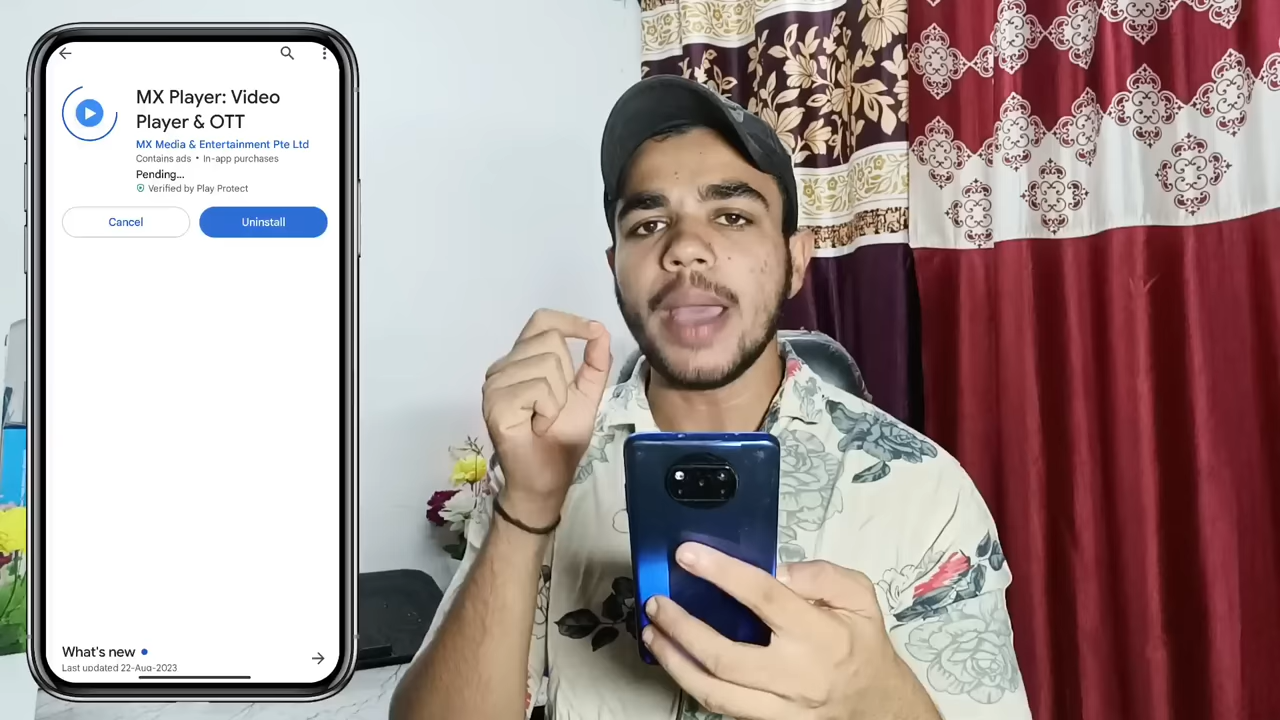 MX Player: Video
Player & OTT
MX Media & Entertainment Pte Ltd
Contains ads • In-app purchases
Pending...
Verified by Play Protect
Cancel
Uninstall
What's new
Last updated 22-Aug-2023